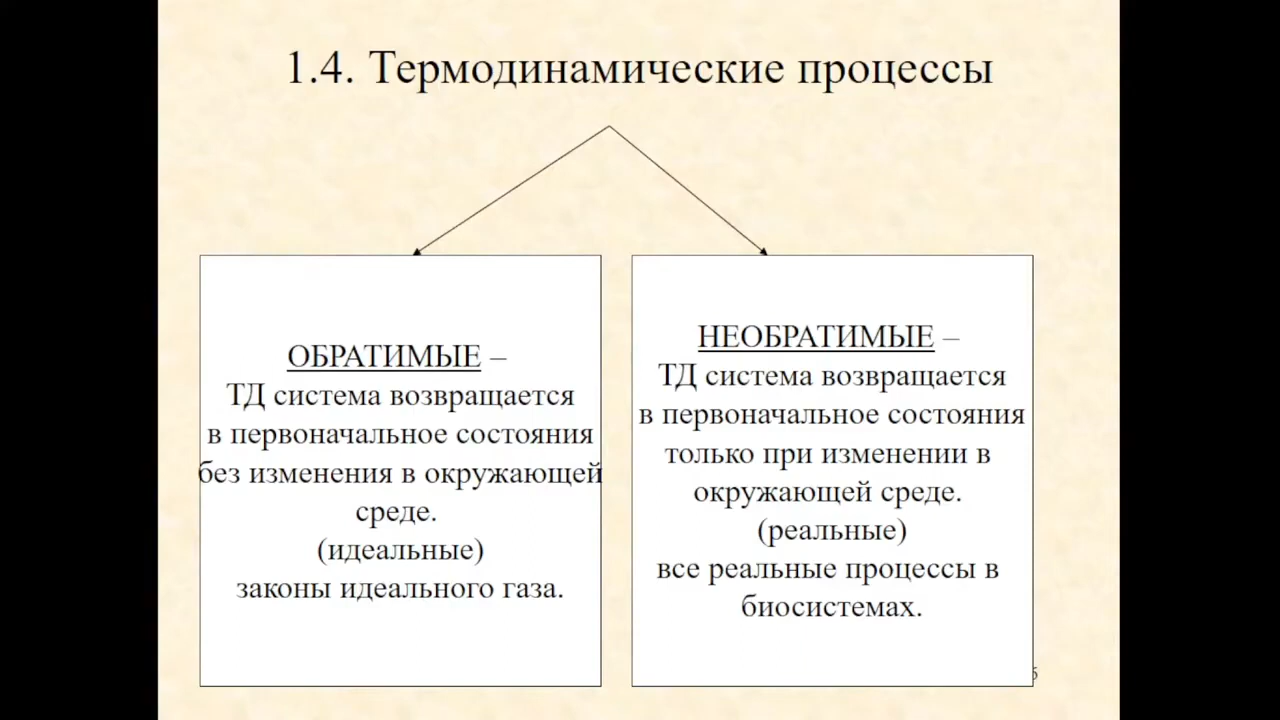 1.4. Термодинамические процессы
ОБРАТИМЫЕ –
ТД система возвращается
в первоначальное состояния
без изменения в окружающей
среде.
(идеальные)
законы идеального газа.
НЕОБРАТИМЫЕ –
ТД система возвращается
в первоначальное состояния
только при изменении в
окружающей среде.
(реальные)
все реальные процессы в
биосистемах.